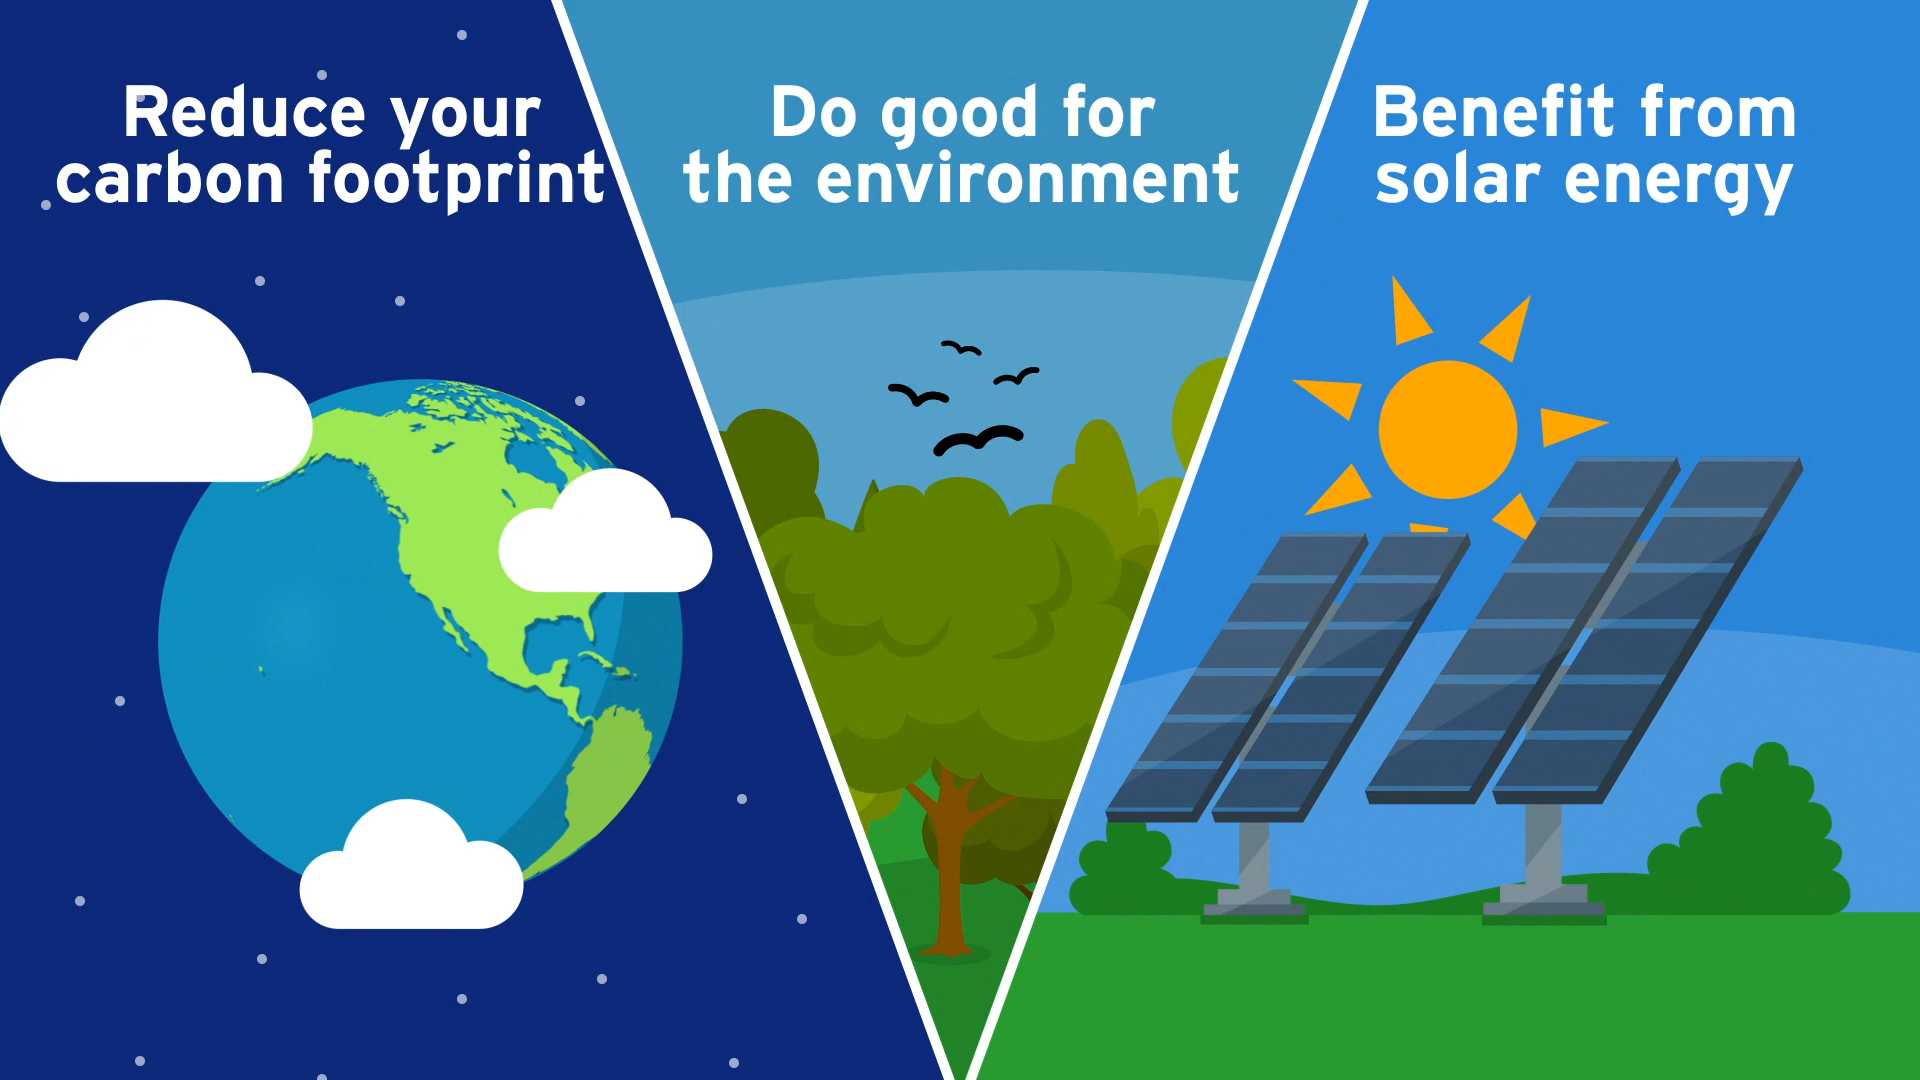 Reduce your
carbon footprint
Do good for
the environment
Benefit from
solar energy